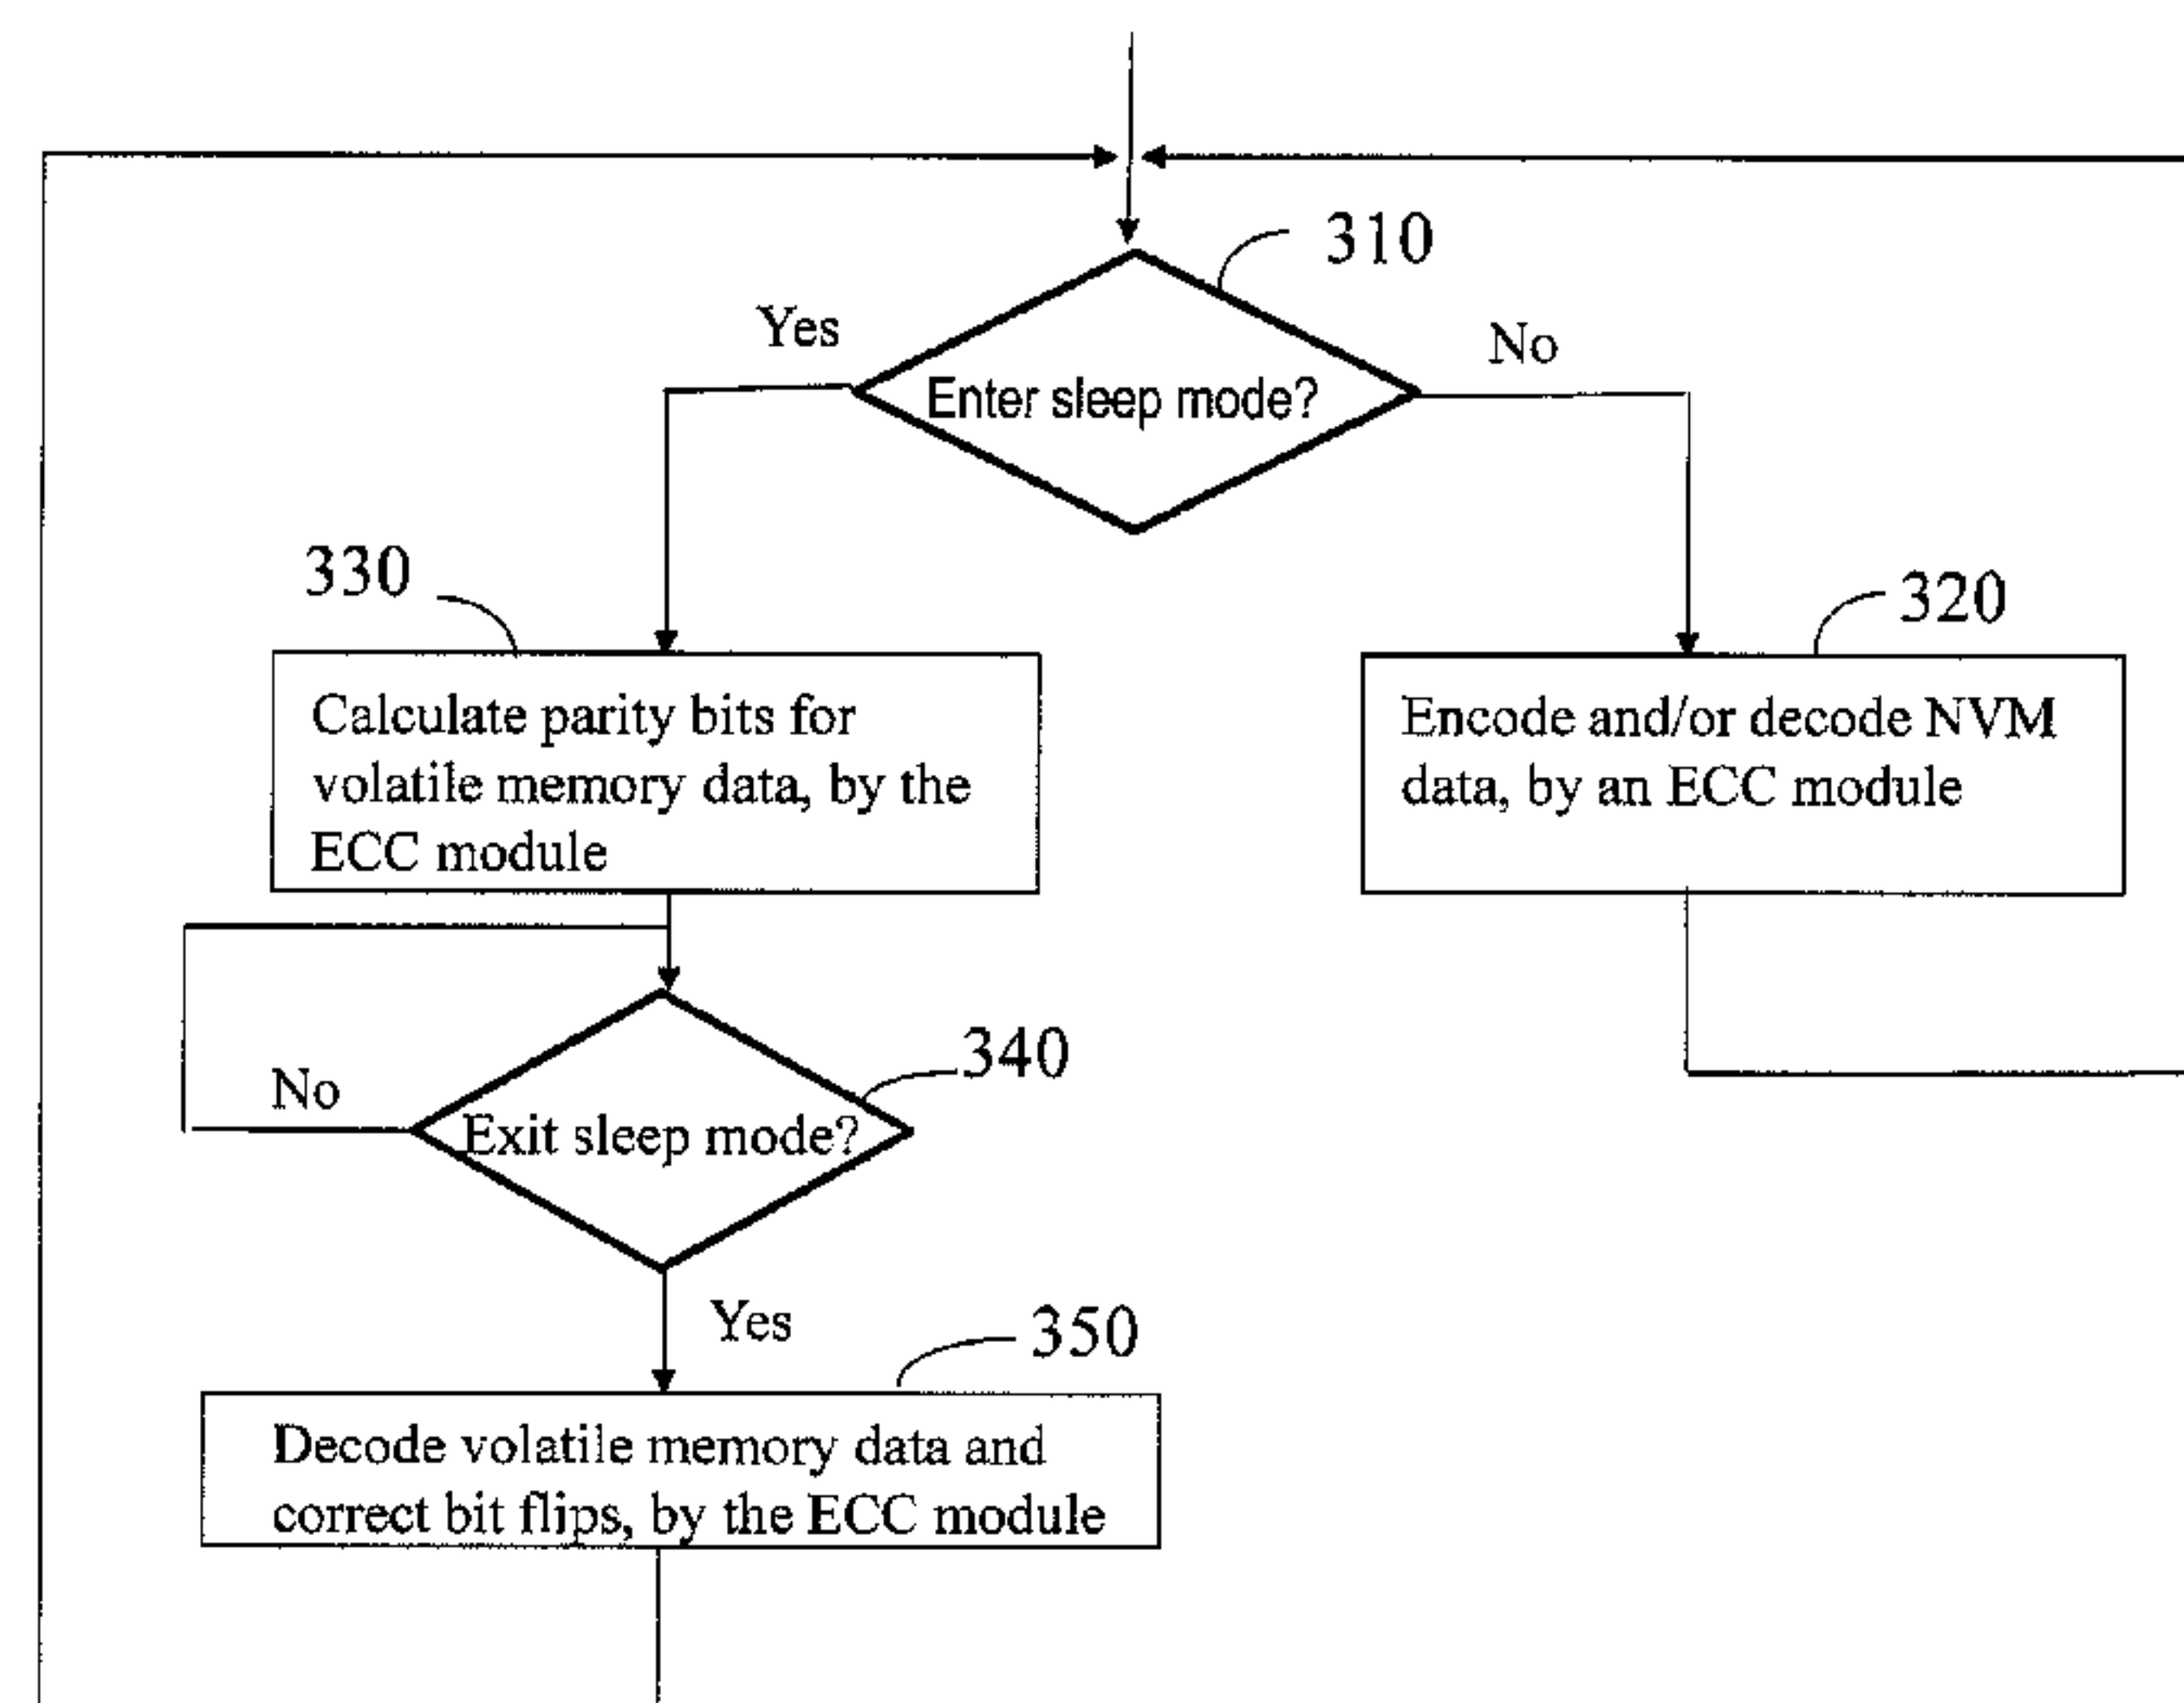 310
Yes
No
Enter sleep mode?
330
320
Calculate parity bits for
volatile memory data, by the
ECC module
Encode and/or decode NVM
data, by an ECC module
340
No
Exit sleep mode?
Yes
350
Decode volatile memory data and
correct bit flips, by the ECC module